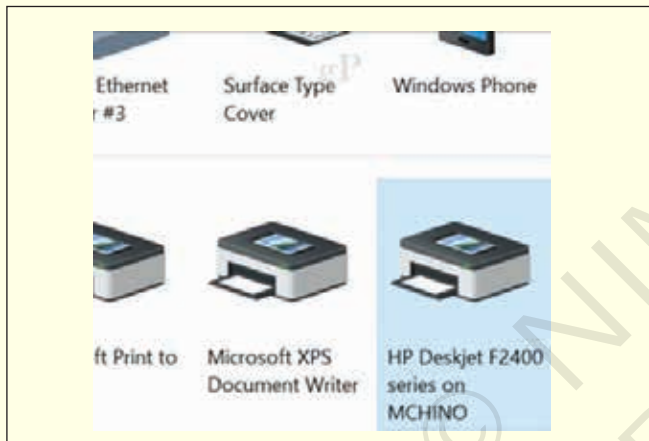 Ethernet
#3
Surface Type
Cover
Windows Phone
ft Print to
Microsoft XPS
Document Writer
HP Deskjet F2400
series on
MCHINO